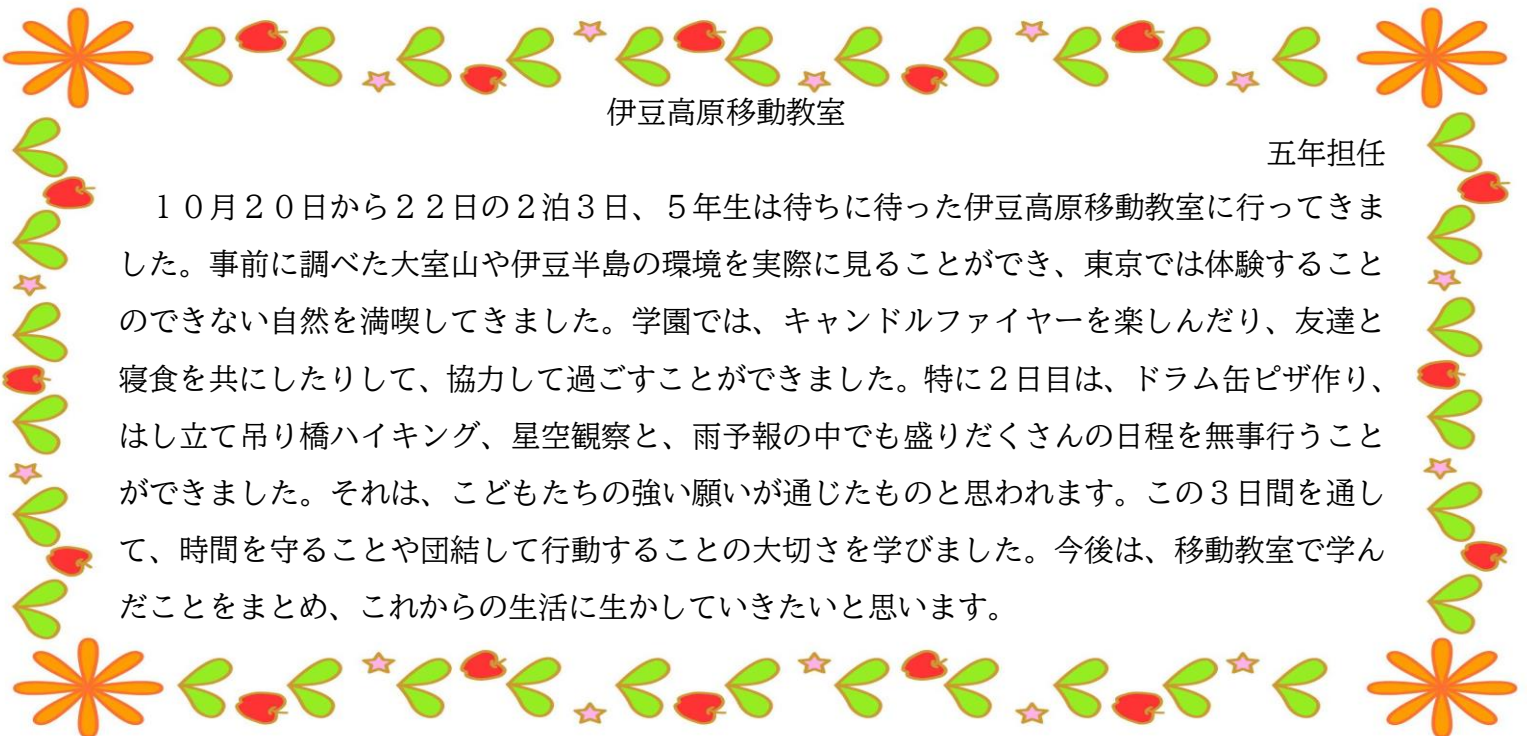 伊豆高原移動教室
五年担任
１０月２０日から２２日の２泊３日、５年生は待ちに待った伊豆高原移動教室に行ってきま
した。事前に調べた大室山や伊豆半島の環境を実際に見ることができ、東京では体験すること
のできない自然を満喫してきました。学園では、キャンドルファイヤーを楽しんだり、友達と
寝食を共にしたりして、協力して過ごすことができました。特に２日目は、ドラム缶ピザ作り、
はし立て吊り橋ハイキング、星空観察と、雨予報の中でも盛りだくさんの日程を無事行うこと
ができました。それは、こどもたちの強い願いが通じたものと思われます。この３日間を通し
て、時間を守ることや団結して行動することの大切さを学びました。今後は、移動教室で学ん
だことをまとめ、これからの生活に生かしていきたいと思います。